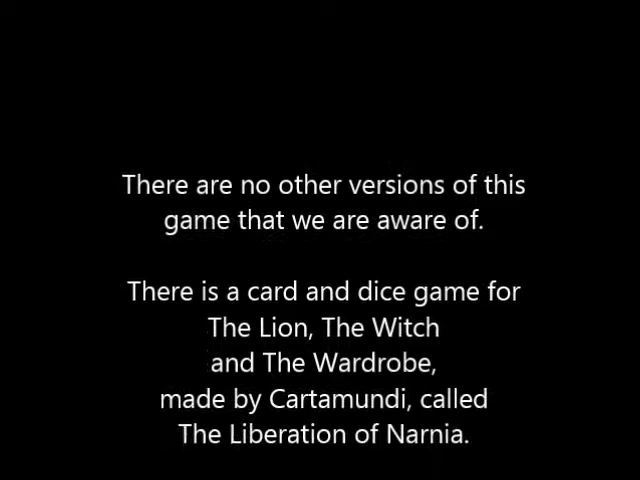 There are no other versions of this
game that we are aware of.
There is a card and dice game for
The Lion, The Witch
and The Wardrobe,
made by Cartamundi, called
The Liberation of Narnia.